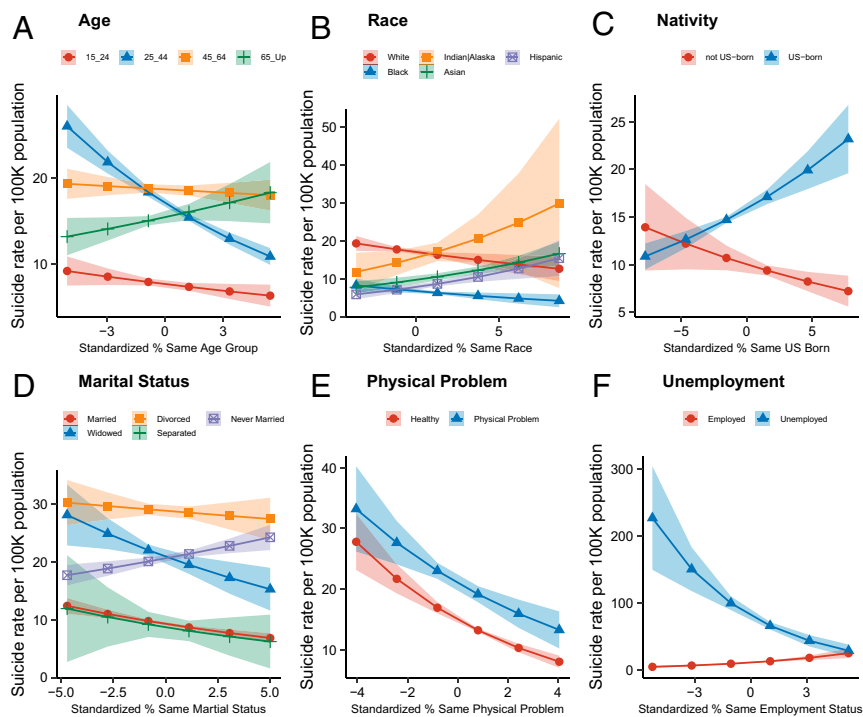 A Age
15_24 25_44 45_64 65_Up
Suicide rate per 100K population
20
10
−3 0 3
Standardized % Same Age Group
B Race
White Indian|Alaska Hispanic
Black Asian
Suicide rate per 100K population
50
40
30
20
10
0
0 5
Standardized % Same Race
C Nativity
not US−born US−born
Suicide rate per 100K population
25
20
15
10
5
−5 0 5
Standardized % Same US Born
D Marital Status
Married Divorced Never Married
Widowed Separated
Suicide rate per 100K population
30
20
10
0
−5.0 −2.5 0.0 2.5 5.0
Standardized % Same Martial Status
E Physical Problem
Healthy Physical Problem
Suicide rate per 100K population
40
30
20
10
−4 −2 0 2 4
Standardized % Same Physical Problem
F Unemployment
Employed Unemployed
Suicide rate per 100K population
300
200
100
0
−3 0 3
Standardized % Same Employment Status